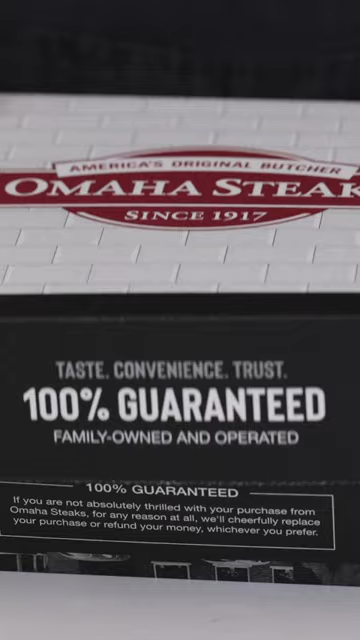 AMERICA'S ORIGINAL BUTCHER
OMAHA STEAK
SINCE 1917
TASTE. CONVENIENCE. TRUST.
100% GUARANTEED
FAMILY-OWNED AND OPERATED
100% GUARANTEED
If you are not absolutely thrilled with your purchase from
Omaha Steaks, for any reason at all, we'll cheerfully replace
your purchase or refund your money, whichever you prefer.